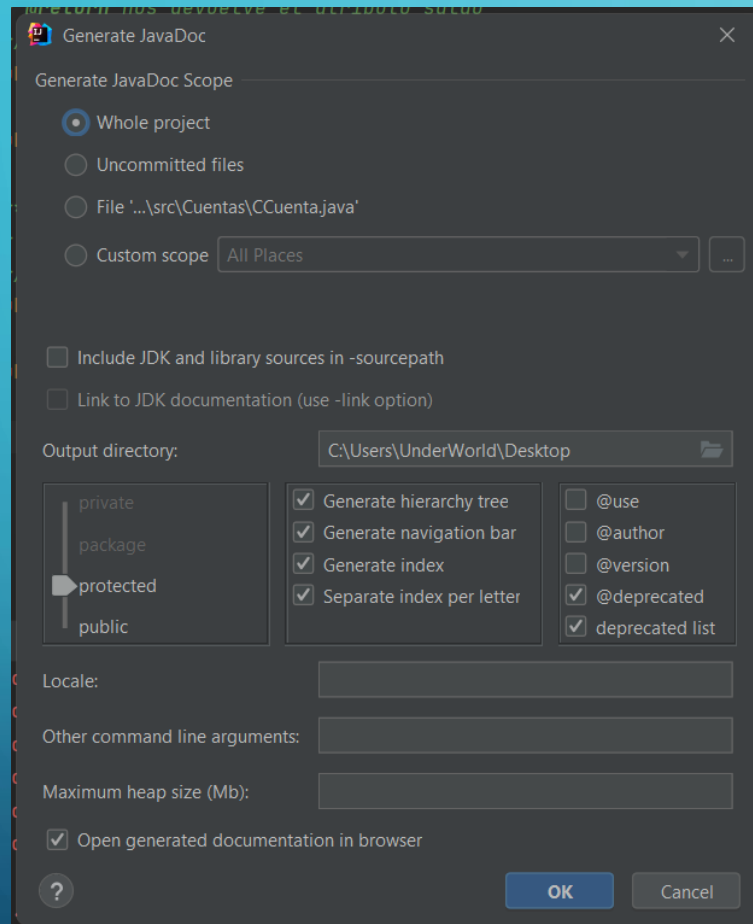 @return nos devuelve el atributo saldo
Generate JavaDoc
Generate JavaDoc Scope
Whole project
Uncommitted files
File '...\src\Cuentas\CCuenta.java'
Custom scope All Places ...
Include JDK and library sources in -sourcepath
Link to JDK documentation (use -link option)
Output directory: C:\Users\UnderWorld\Desktop
private Generate hierarchy tree @use
package Generate navigation bar @author
protected Generate index @version
Separate index per letter @deprecated
public deprecated list
Locale:
Other command line arguments:
Maximum heap size (Mb):
Open generated documentation in browser
? OK Cancel